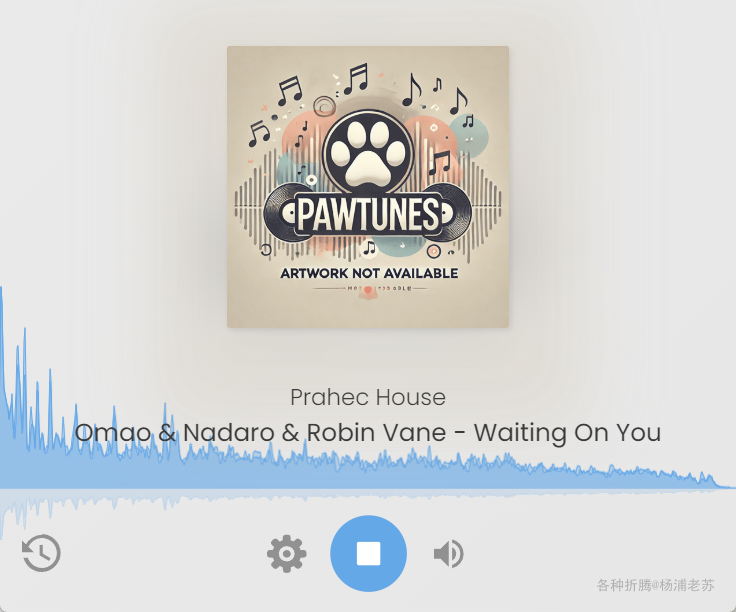 PAWTUNES
ARTWORK NOT AVAILABLE
Prahec House
Omao & Nadaro & Robin Vane - Waiting On You
各种折腾@杨浦老苏